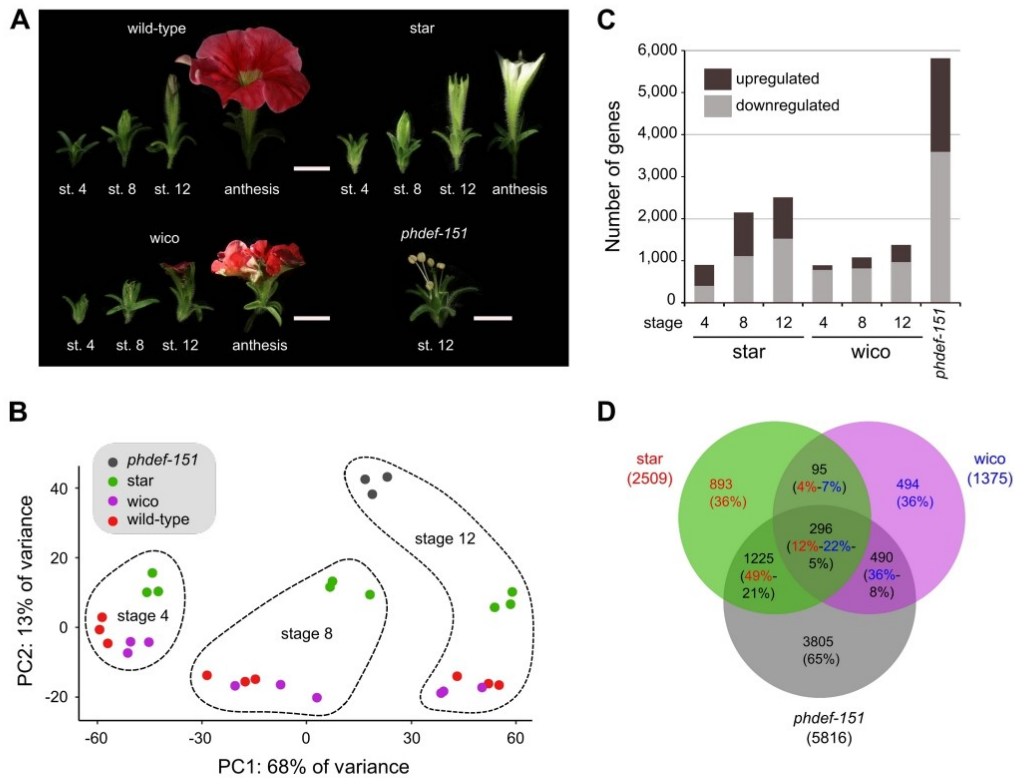 A
wild-type
star
st. 4
st. 8
st. 12
anthesis
st. 4
st. 8
st. 12
anthesis
wico
phdef-151
st. 4
st. 8
st. 12
anthesis
st. 12
B
phdef-151
star
wico
wild-type
stage 4
stage 8
stage 12
40
20
0
-20
PC2: 13% of variance
-60
-30
0
30
60
PC1: 68% of variance
C
upregulated
downregulated
Number of genes
6,000
5,000
4,000
3,000
2,000
1,000
0
stage
4
8
12
4
8
12
star
wico
phdef-151
D
star
(2509)
wico
(1375)
893
(36%)
95
(4%-7%)
494
(36%)
296
(12%-22%-
5%)
1225
(49%-
21%)
490
(36%-
8%)
3805
(65%)
phdef-151
(5816)